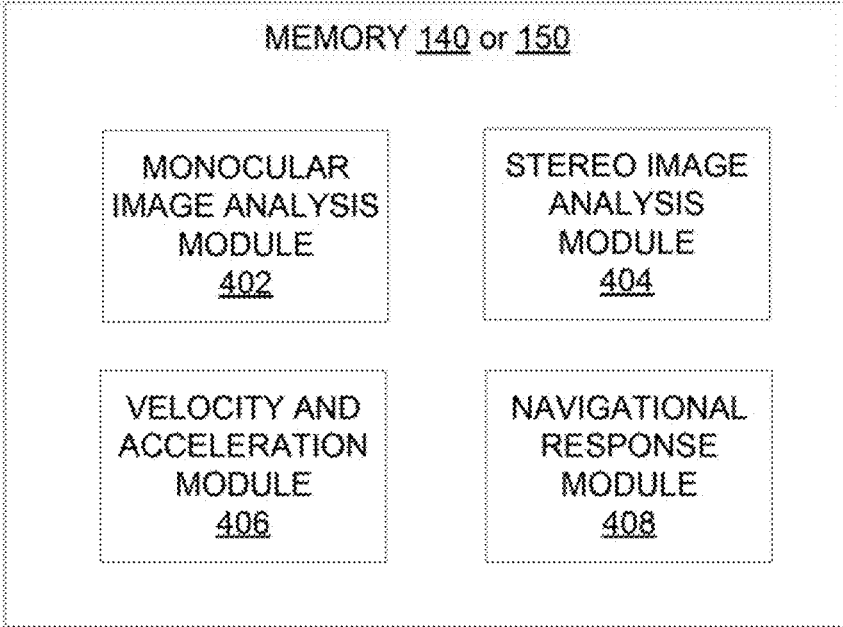 MEMORY 140 or 150
MONOCULAR
IMAGE ANALYSIS
MODULE
402
STEREO IMAGE
ANALYSIS
MODULE
404
VELOCITY AND
ACCELERATION
MODULE
406
NAVIGATIONAL
RESPONSE
MODULE
408